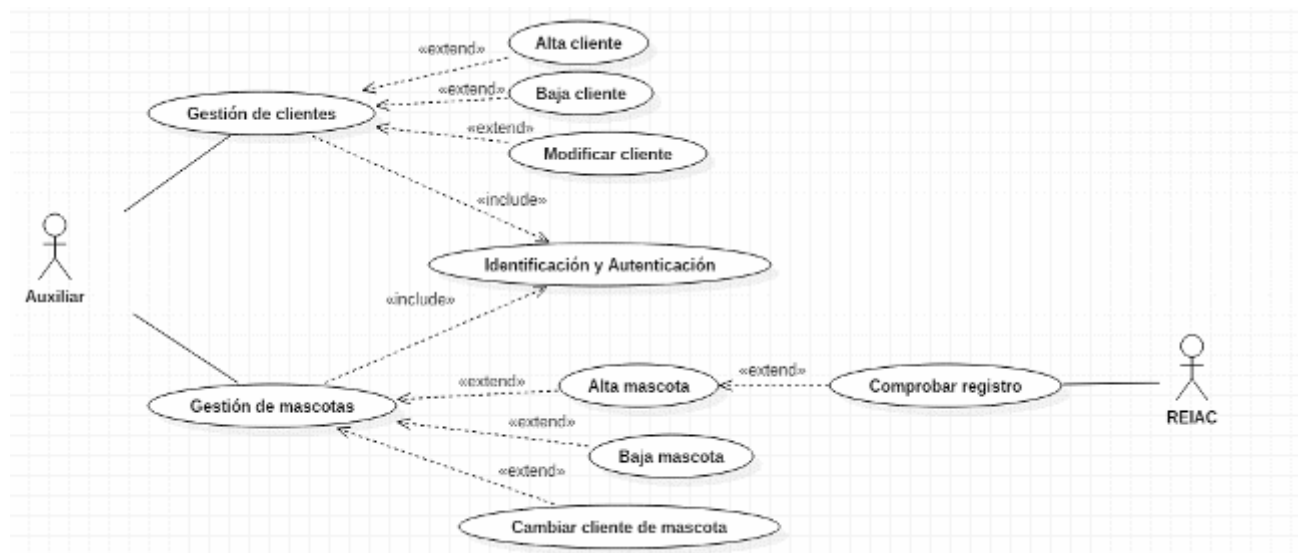 «extend»
Alta cliente
«extend»
Baja cliente
Gestión de clientes
«extend»
Modificar cliente
«include»
Identificación y Autenticación
Auxiliar
«include»
«extend»
Alta mascota
«extend»
Comprobar registro
REIAC
Gestión de mascotas
«extend»
Baja mascota
«extend»
Cambiar cliente de mascota